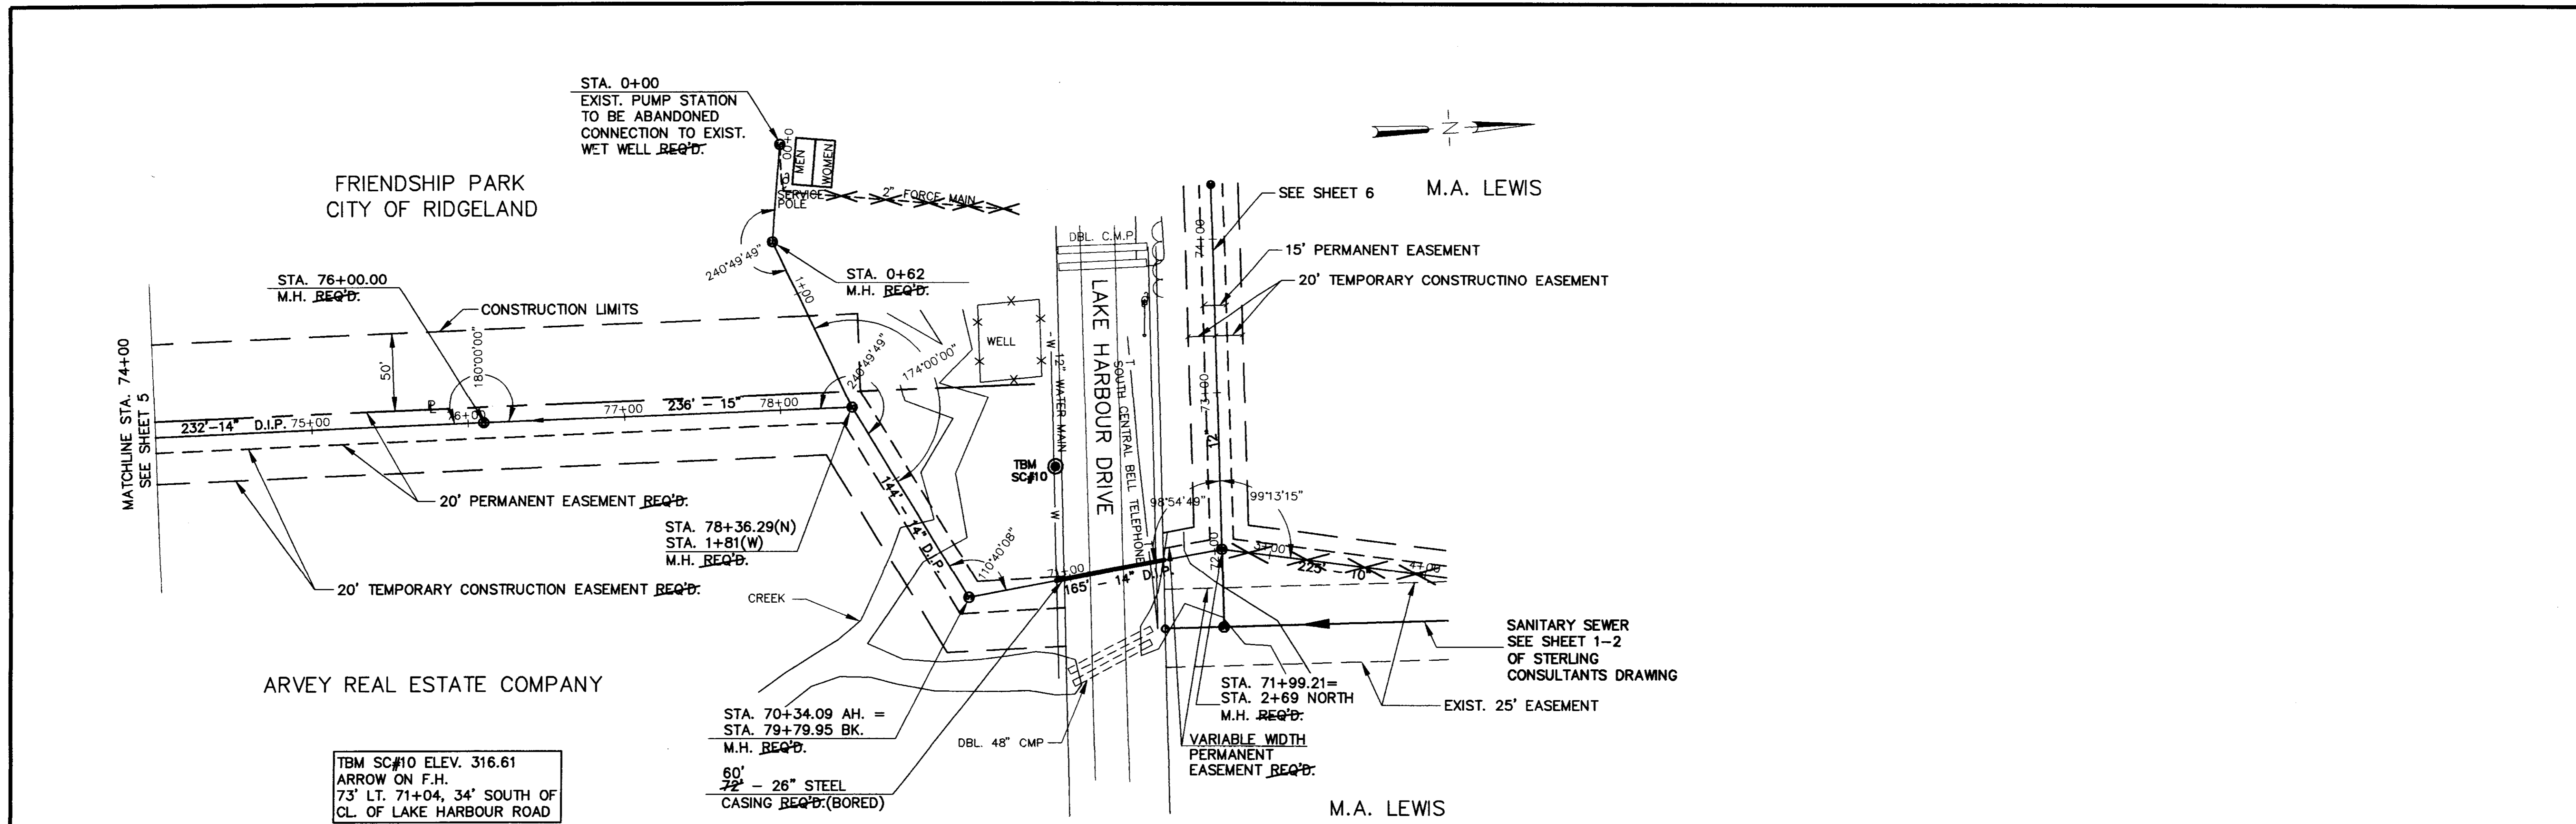 STA. 0+00
EXIST. PUMP STATION
TO BE ABANDONED
CONNECTION TO EXIST.
WET WELL REQ'D.
0+00
MEN
WOMEN
SERVICE
POLE
2" FORCE MAIN
FRIENDSHIP PARK
CITY OF RIDGELAND
N
M.A. LEWIS
SEE SHEET 6
15' PERMANENT EASEMENT
20' TEMPORARY CONSTRUCTINO EASEMENT
74+00
DBL. C.M.P.
240°49'49"
STA. 0+62
M.H. REQ'D.
1+00
STA. 76+00.00
M.H. REQ'D.
CONSTRUCTION LIMITS
MATCHLINE STA. 74+00
SEE SHEET 5
50'
180°00'00"
240°49'49"
174°00'00"
WELL
W
12" WATER MAIN
W
LAKE HARBOUR DRIVE
T
SOUTH CENTRAL BELL TELEPHONE
T
73+00
12"
232'-14" D.I.P.
75+00
76+00
77+00
236' - 15"
78+00
TBM
SC#10
98°54'49"
99°13'15"
20' PERMANENT EASEMENT REQ'D.
STA. 78+36.29(N)
STA. 1+81(W)
M.H. REQ'D.
144'
14" D.I.P.
110°40'08"
71+00
165' - 14" D.I.P.
72+00
3+00
225' - 10"
4+00
20' TEMPORARY CONSTRUCTION EASEMENT REQ'D.
CREEK
SANITARY SEWER
SEE SHEET 1-2
OF STERLING
CONSULTANTS DRAWING
ARVEY REAL ESTATE COMPANY
STA. 70+34.09 AH. =
STA. 79+79.95 BK.
M.H. REQ'D.
DBL. 48" CMP
STA. 71+99.21=
STA. 2+69 NORTH
M.H. REQ'D.
EXIST. 25' EASEMENT
VARIABLE WIDTH
PERMANENT
EASEMENT REQ'D.
60'
72' - 26" STEEL
CASING REQ'D.(BORED)
TBM SC#10 ELEV. 316.61
ARROW ON F.H.
73' LT. 71+04, 34' SOUTH OF
CL. OF LAKE HARBOUR ROAD
M.A. LEWIS